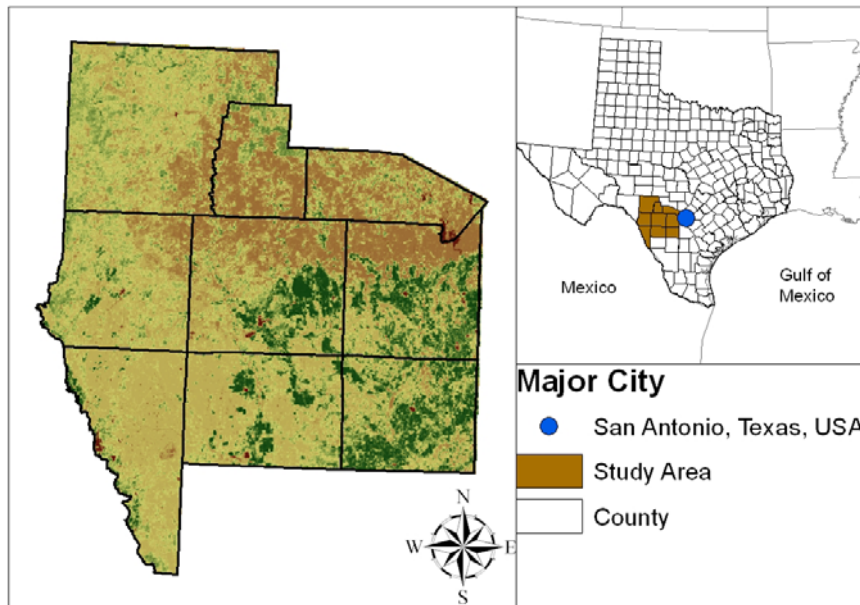 Mexico
Gulf of
Mexico
Major City
San Antonio, Texas, USA
Study Area
County
N
W E
S